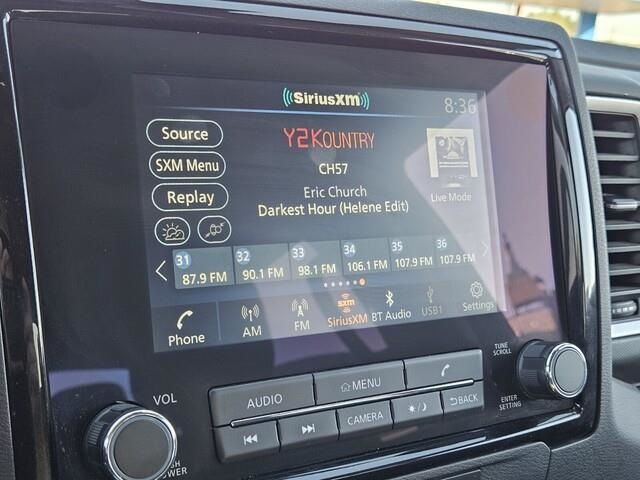 SiriusXM
8:36
Source
Y2KOUNTRY
SXM Menu
CH57
Replay
Eric Church
Live Mode
Darkest Hour (Helene Edit)
31 32 33 34 35 36
87.9 FM 90.1 FM 98.1 FM 106.1 FM 107.9 FM 107.9 FM
sxm
Phone AM FM SiriusXM BT Audio USB1 Settings
VOL
AUDIO MENU
TUNE
SCROLL
CAMERA BACK
ENTER
SETTING